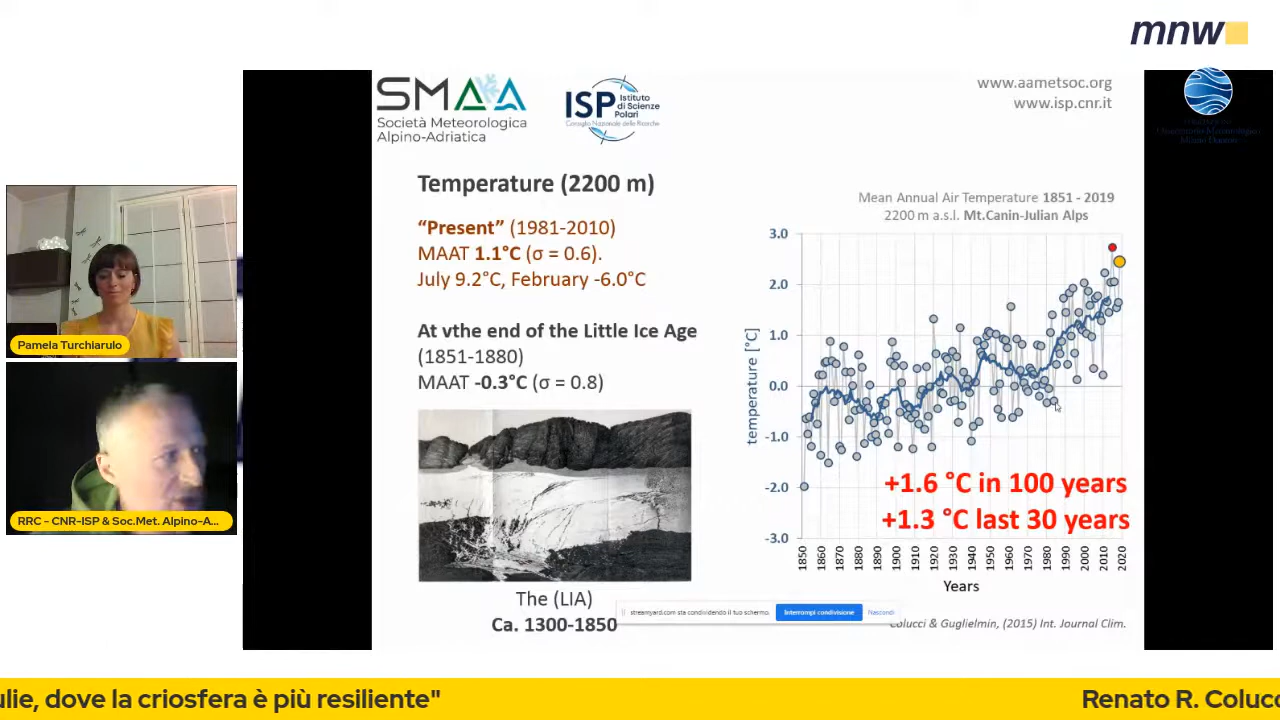 mnw
SMAA
Società Meteorologica
Alpino-Adriatica
ISP
Istituto
di Scienze
Polari
Consiglio Nazionale delle Ricerche
www.aametsoc.org
www.isp.cnr.it
Temperature (2200 m)
“Present” (1981-2010)
MAAT 1.1°C (σ = 0.6).
July 9.2°C, February -6.0°C
At vthe end of the Little Ice Age
(1851-1880)
MAAT -0.3°C (σ = 0.8)
The (LIA)
Ca. 1300-1850
Mean Annual Air Temperature 1851 - 2019
2200 m a.s.l. Mt.Canin-Julian Alps
3.0
2.0
1.0
0.0
-1.0
-2.0
-3.0
temperature [°C]
+1.6 °C in 100 years
+1.3 °C last 30 years
1850
1860
1870
1880
1890
1900
1910
1920
1930
1940
1950
1960
1970
1980
1990
2000
2010
2020
Years
streamyard.com sta condividendo il tuo schermo.
Interrompi condivisione
Nascondi
Colucci & Guglielmin, (2015) Int. Journal Clim.
Pamela Turchiarulo
RRC - CNR-ISP & Soc.Met. Alpino-A...
ulie, dove la criosfera è più resiliente"
Renato R. Colucc